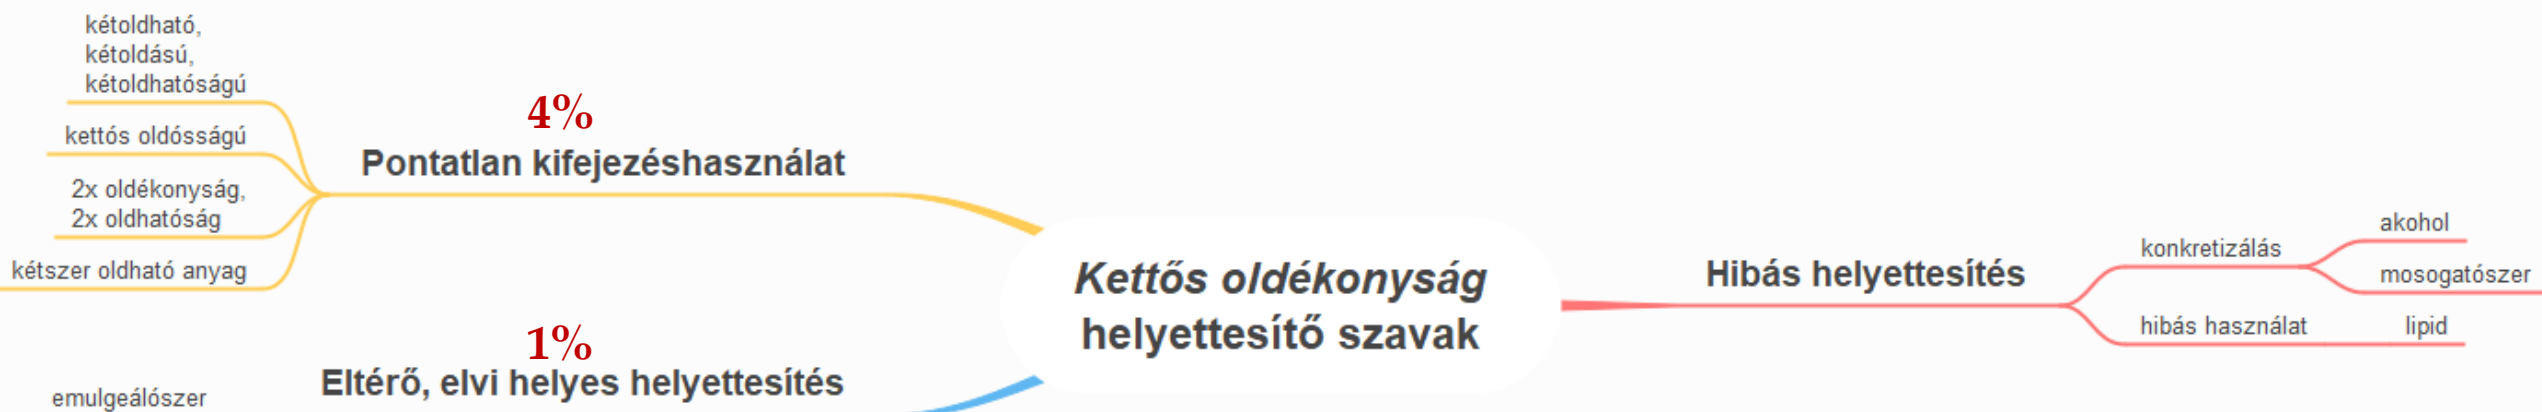 kétoldható,
kétoldású,
kétoldhatóságú
kettós oldósságú
2x oldékonyság,
2x oldhatóság
kétszer oldható anyag
4%
Pontatlan kifejezéshasználat
1%
Eltérő, elvi helyes helyettesítés
emulgeálószer
Kettős oldékonyság
helyettesítő szavak
Hibás helyettesítés
konkretizálás
akohol
mosogatószer
hibás használat
lipid